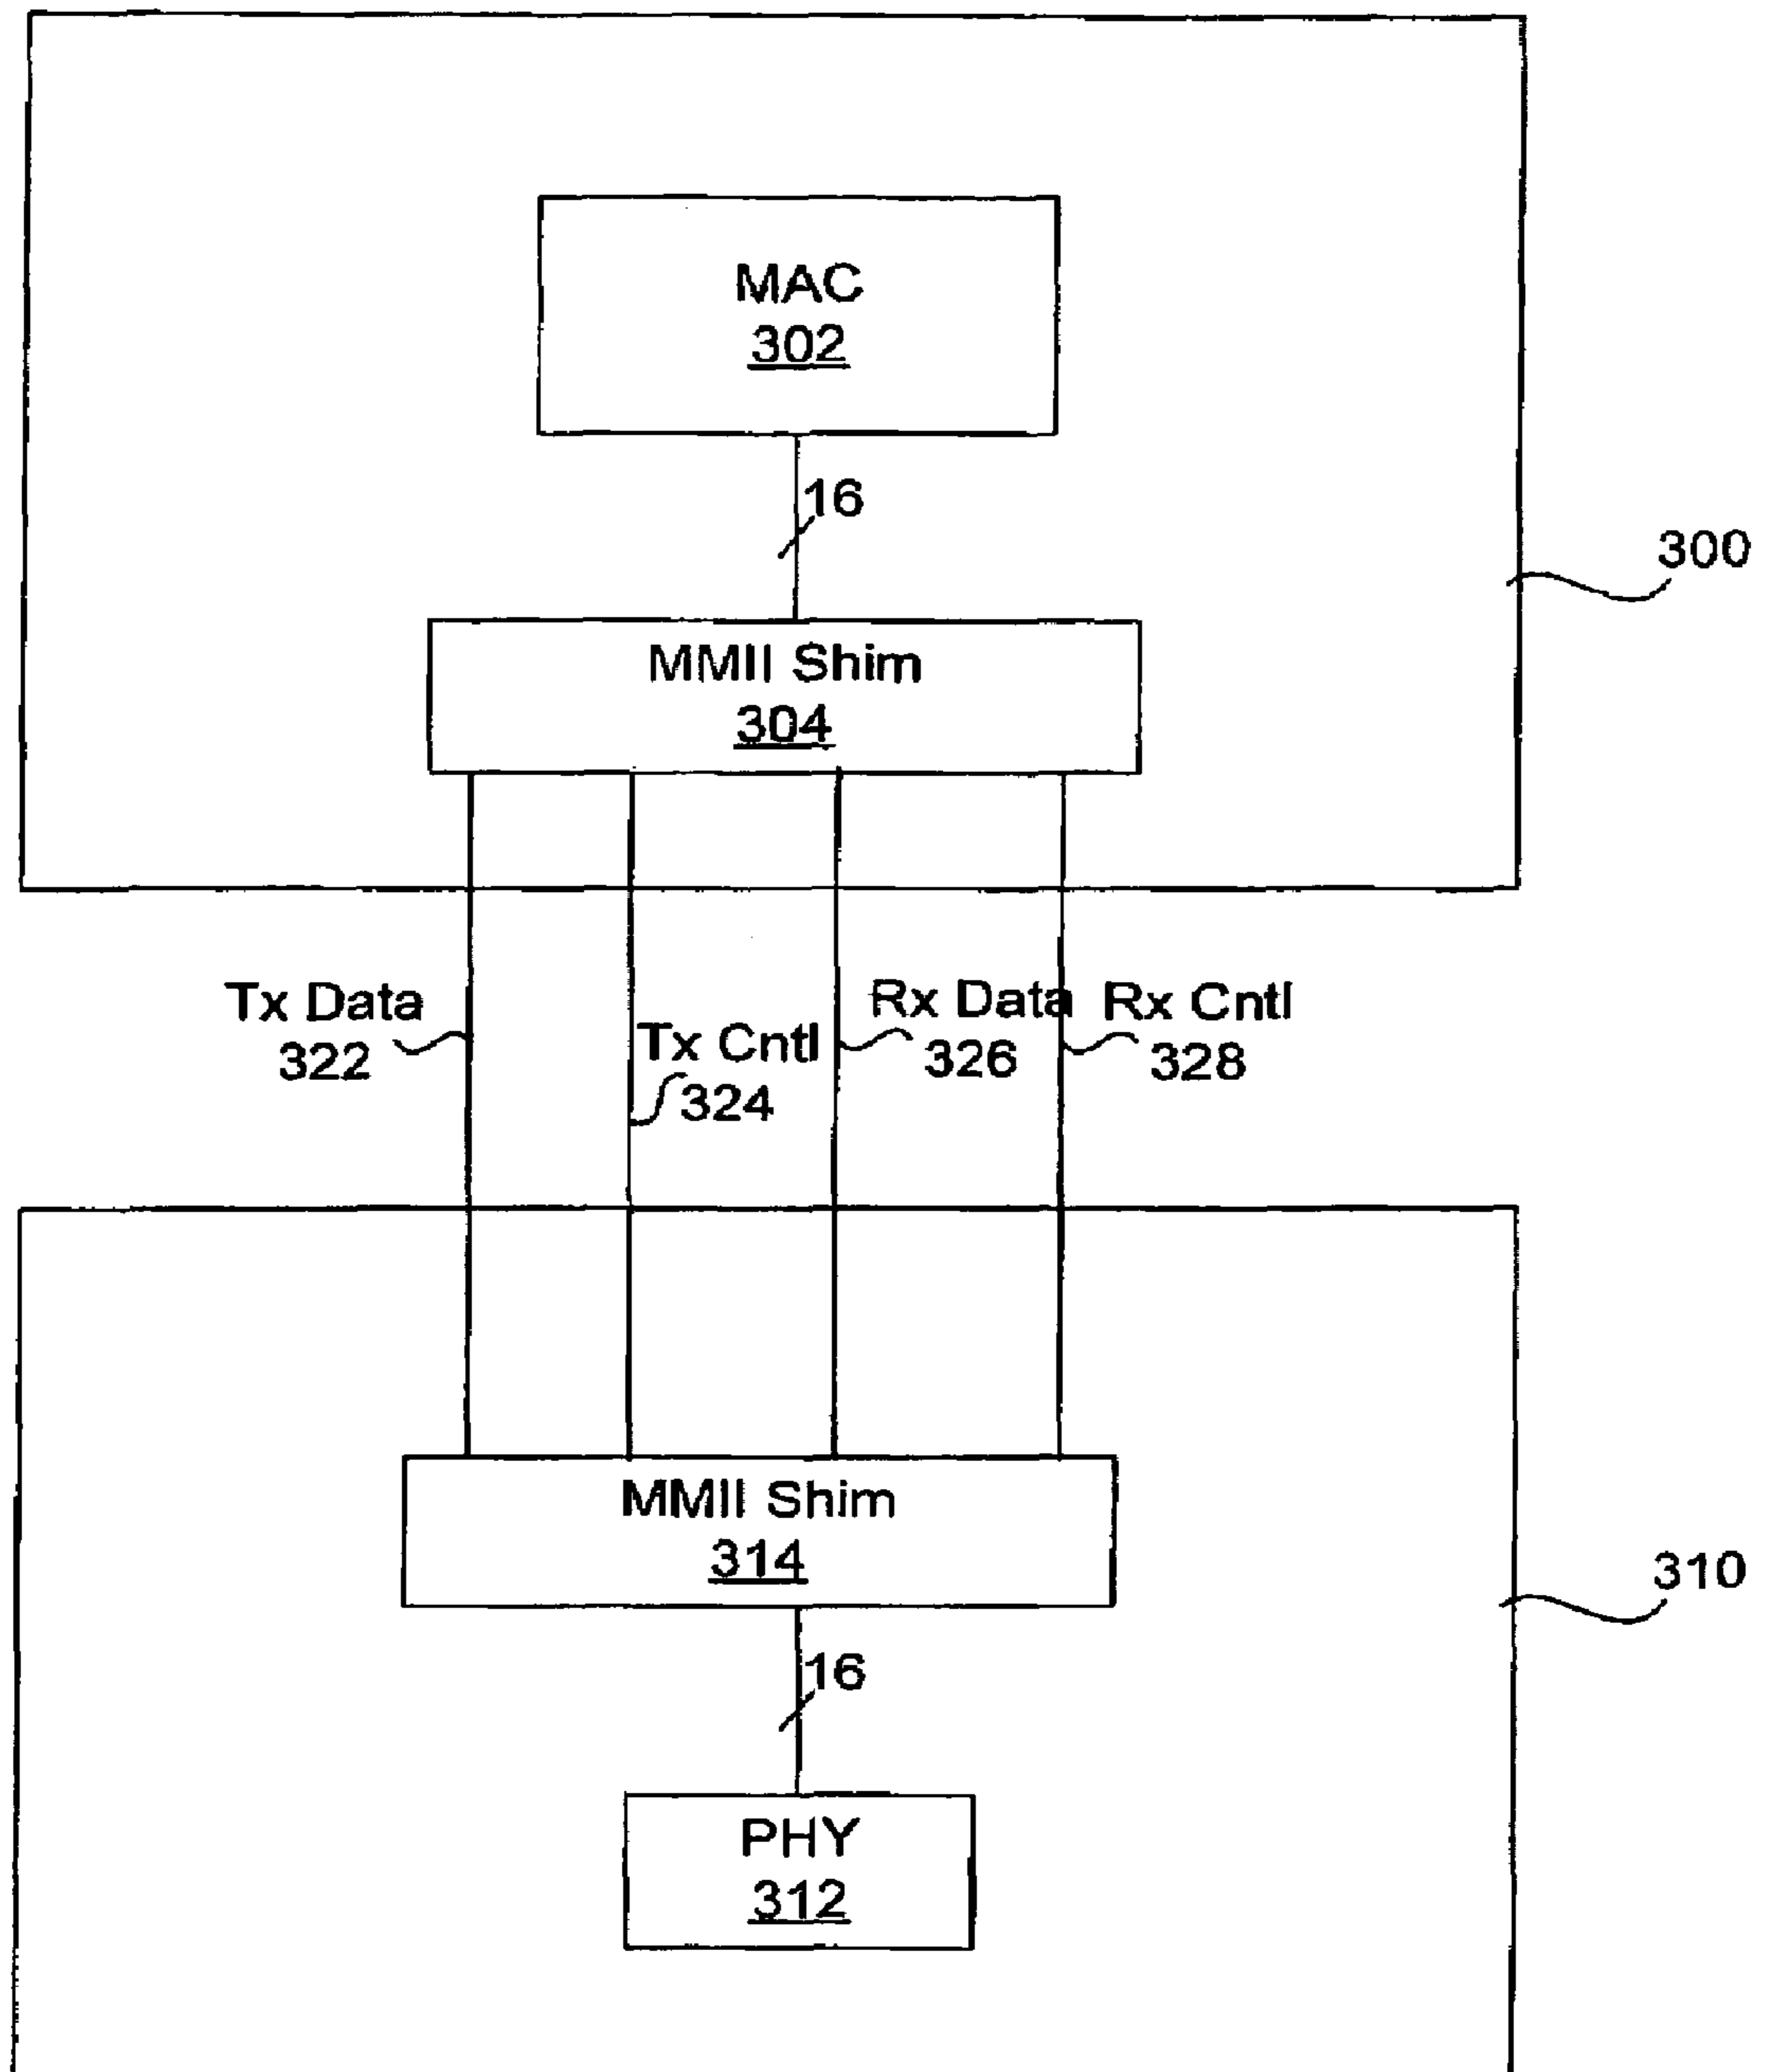 MAC
302
16
300
MMII Shim
304
Tx Data
322
Tx Cntl
324
Rx Data
326
Rx Cntl
328
MMII Shim
314
310
16
PHY
312